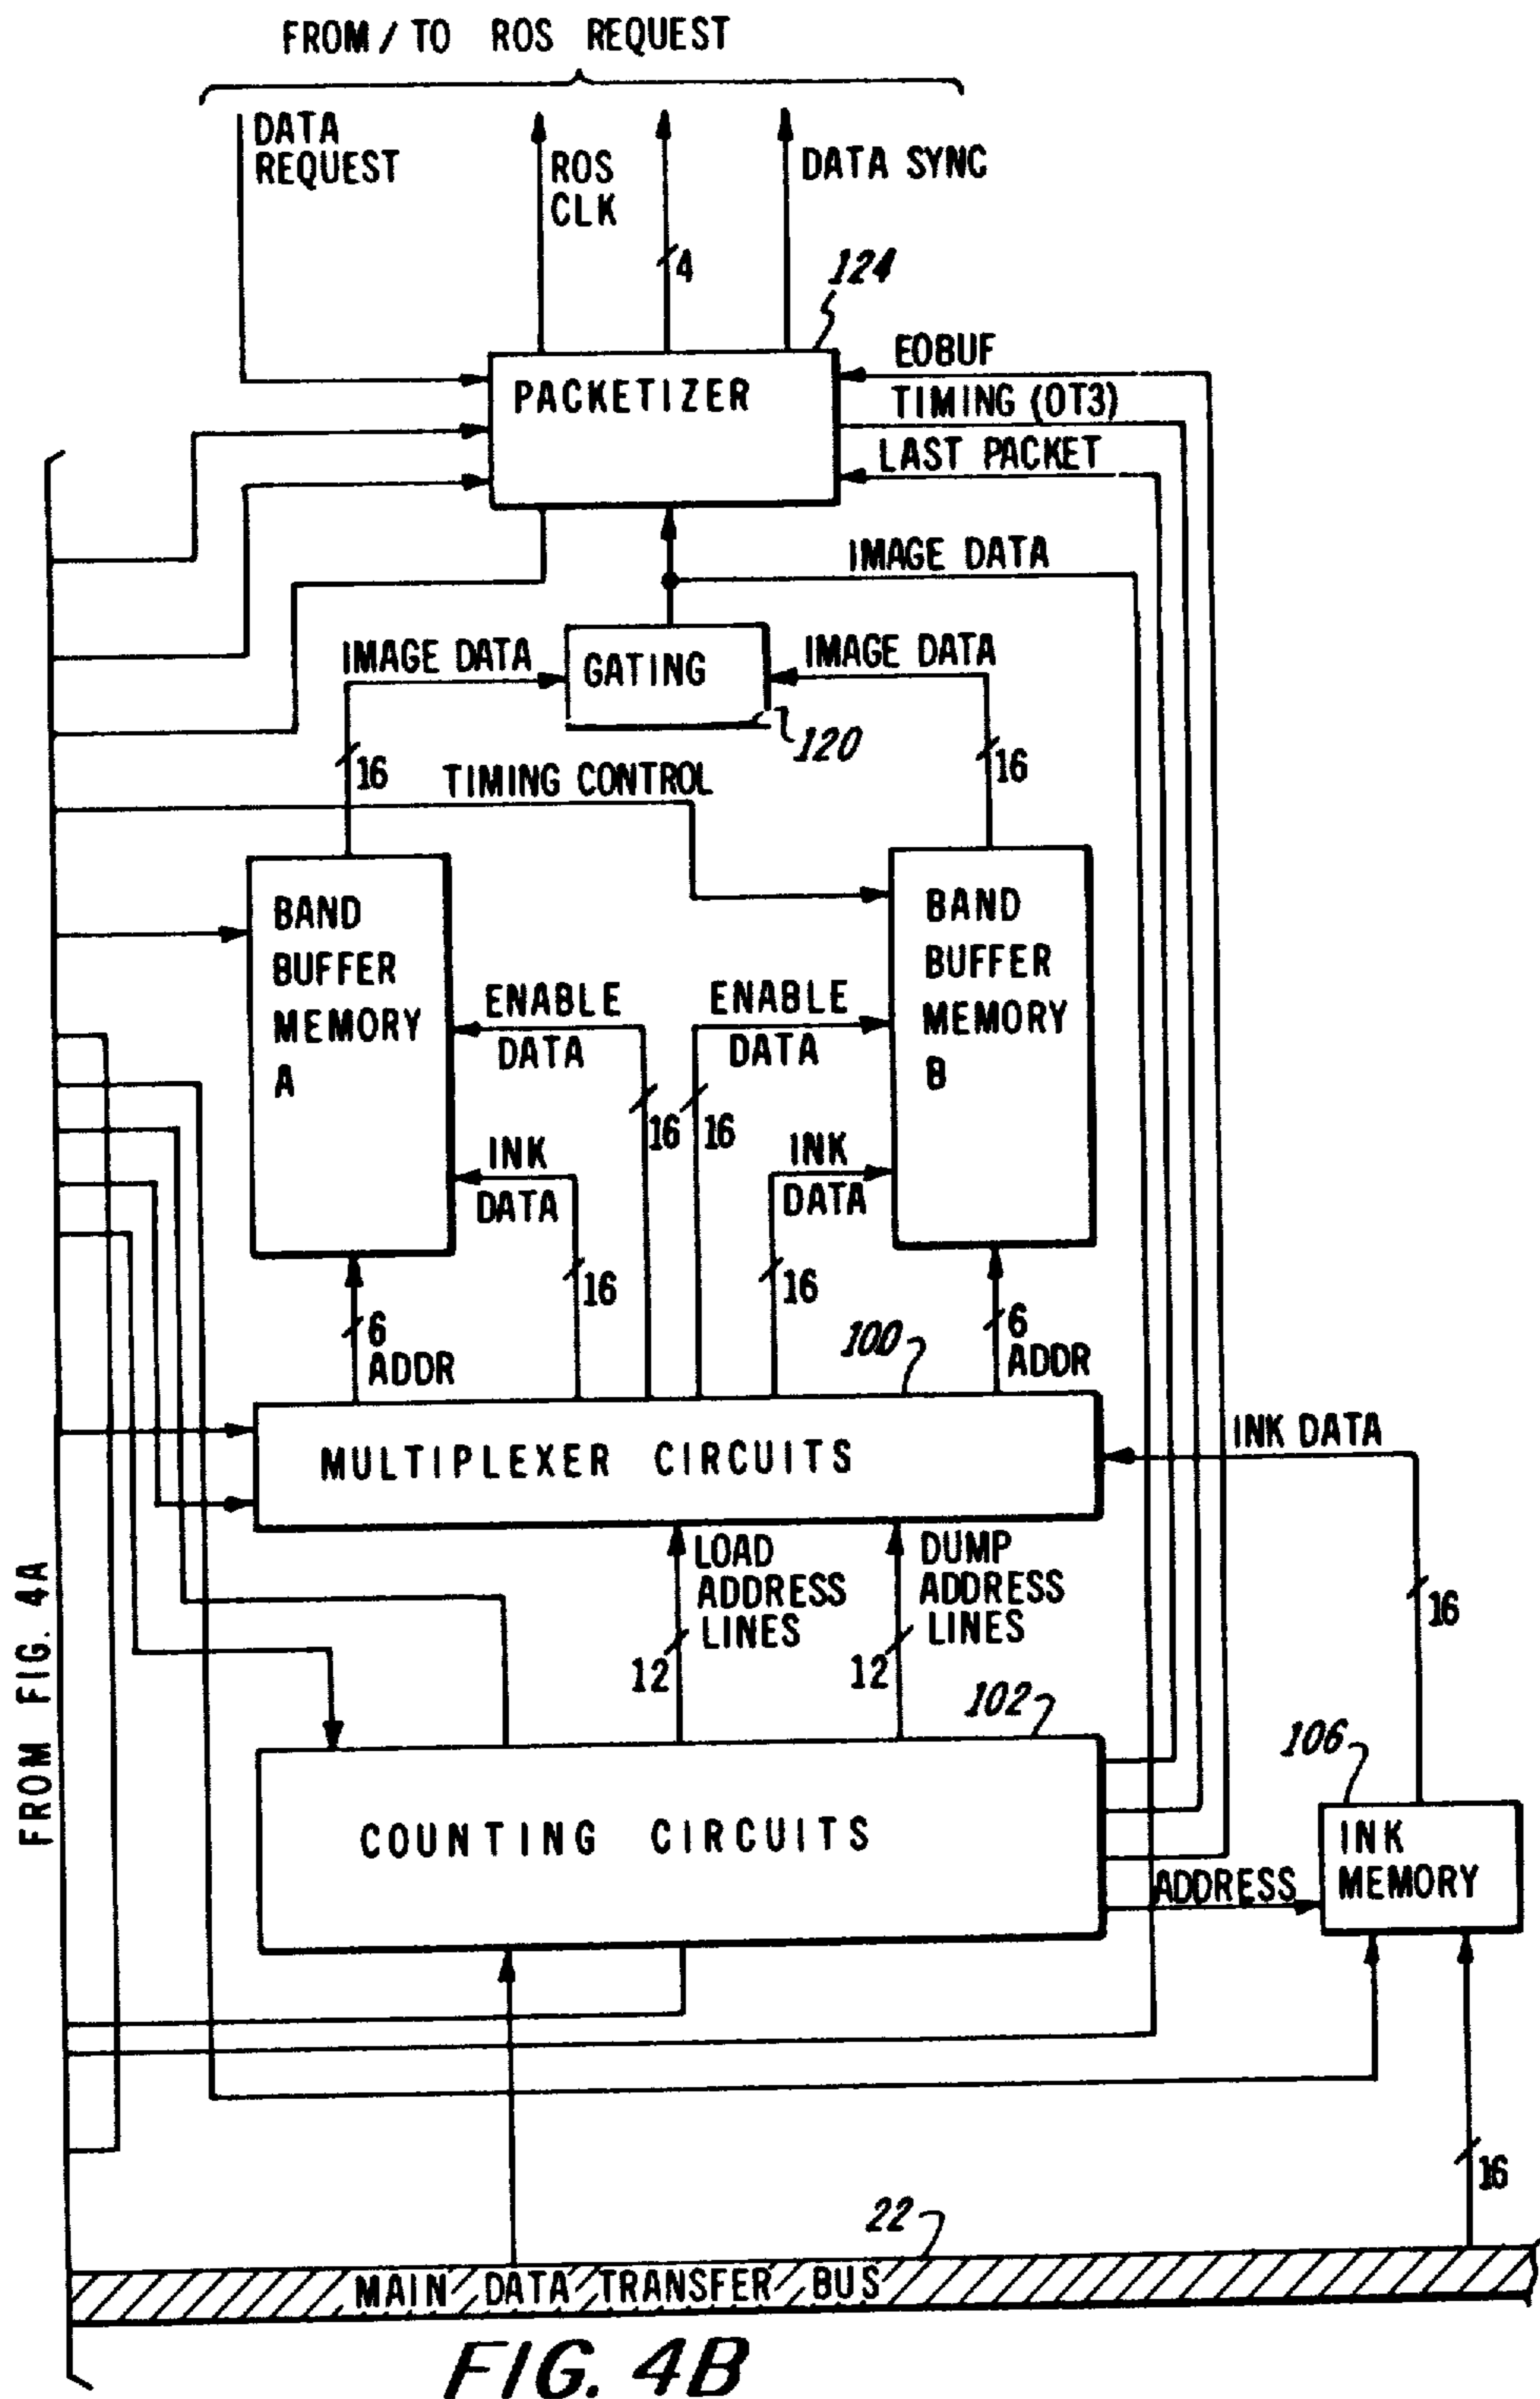 FROM / TO ROS REQUEST
DATA
REQUEST
ROS
CLK
4
DATA SYNC
124
PACKETIZER
EOBUF
TIMING (OT3)
LAST PACKET
IMAGE DATA
IMAGE DATA
GATING
IMAGE DATA
120
16
TIMING CONTROL
16
BAND
BUFFER
MEMORY
A
ENABLE
DATA
ENABLE
DATA
BAND
BUFFER
MEMORY
B
16
16
INK
DATA
INK
DATA
16
16
6
ADDR
100
6
ADDR
MULTIPLEXER CIRCUITS
INK DATA
LOAD
ADDRESS
LINES
12
DUMP
ADDRESS
LINES
12
16
FROM FIG. 4A
102
106
COUNTING CIRCUITS
INK
MEMORY
ADDRESS
16
22
MAIN DATA TRANSFER BUS
FIG. 4B